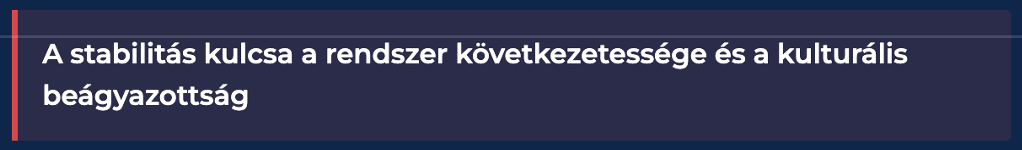 A stabilitás kulcsa a rendszer következetessége és a kulturális
beágyazottság